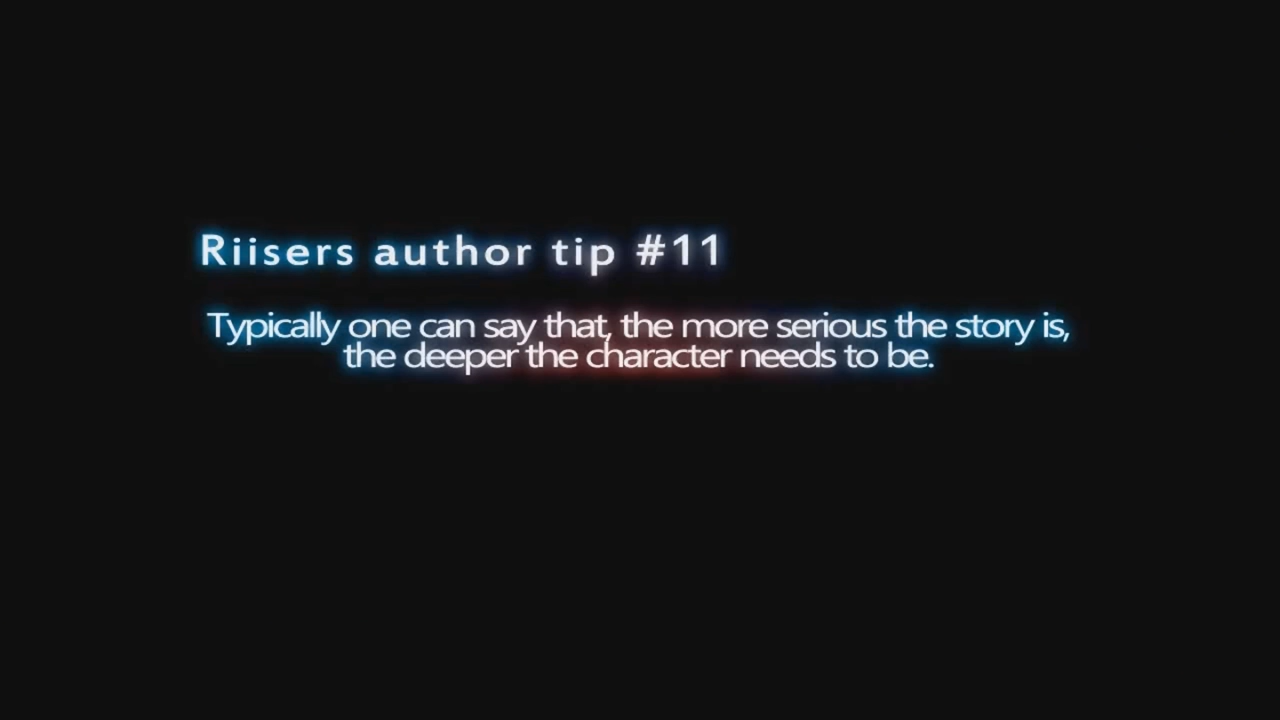 Riisers author tip #11
Typically one can say that, the more serious the story is,
the deeper the character needs to be.